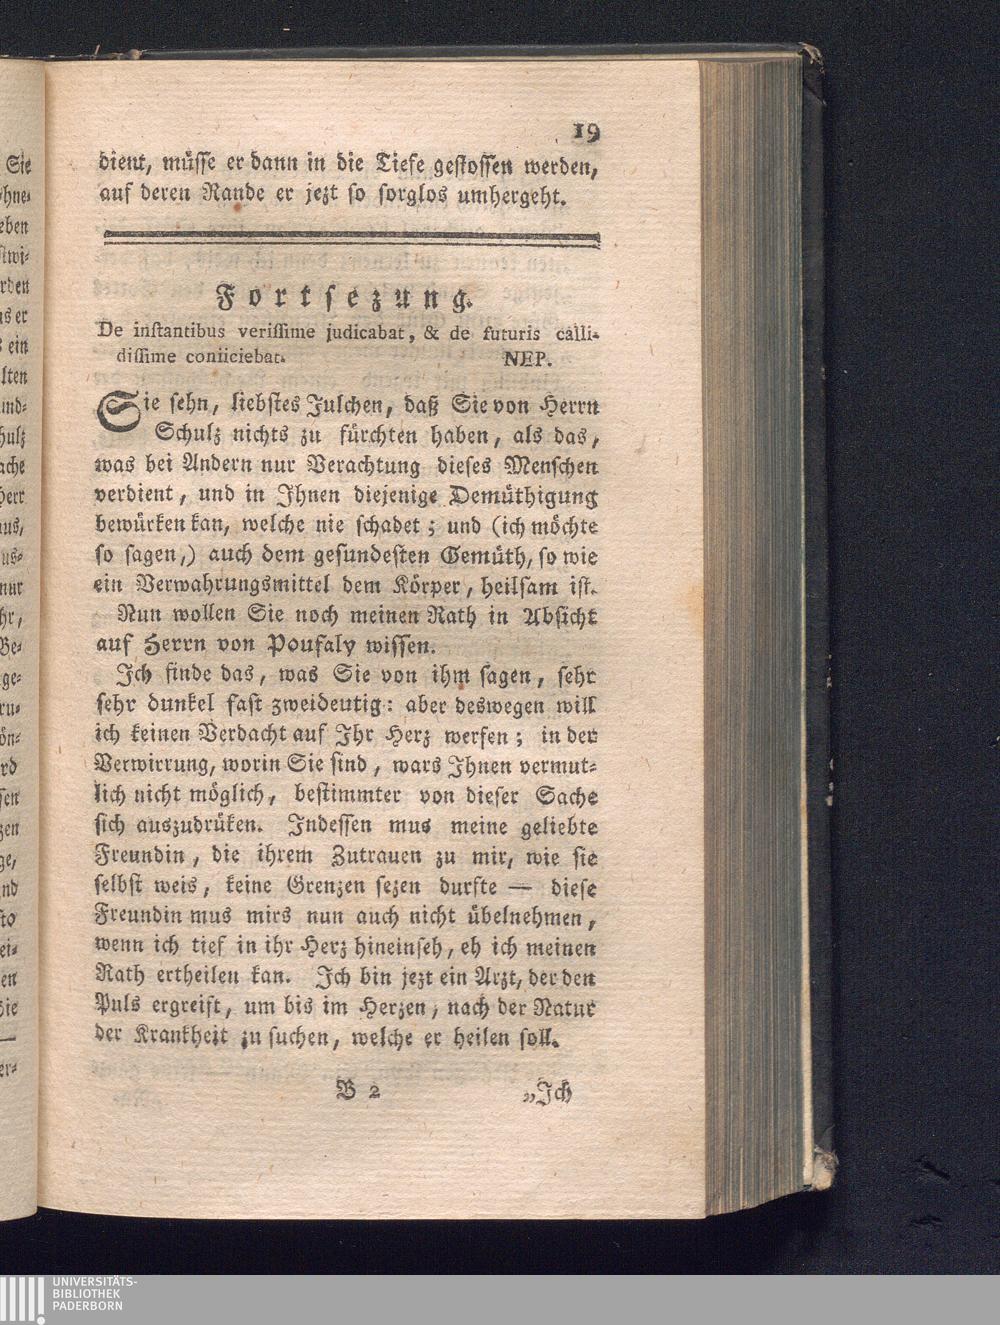 19
dient, müsse er dann in die Tiefe gestossen werden,
auf deren Rande er jezt so sorglos umhergeht.
Fortsezung.
De instantibus verissime judicabat, & de futuris calli-
dissime coniiciebat. NEP.
Sie sehn, liebstes Julchen, daß Sie von Herrn
Schulz nichts zu fürchten haben, als das,
was bei Andern nur Verachtung dieses Menschen
verdient, und in Ihnen diejenige Demüthigung
bewürken kan, welche nie schadet; und (ich möchte
so sagen,) auch dem gesundesten Gemüth, so wie
ein Verwahrungsmittel dem Körper, heilsam ist.
Nun wollen Sie noch meinen Rath in Absicht
auf Herrn von Poufaly wissen.
Ich finde das, was Sie von ihm sagen, sehr
sehr dunkel fast zweideutig: aber deswegen will
ich keinen Verdacht auf Ihr Herz werfen; in der
Verwirrung, worin Sie sind, wars Ihnen vermut-
lich nicht möglich, bestimmter von dieser Sache
sich auszudrüken. Indessen mus meine geliebte
Freundin, die ihrem Zutrauen zu mir, wie sie
selbst weis, keine Grenzen sezen durfte — diese
Freundin mus mirs nun auch nicht übelnehmen,
wenn ich tief in ihr Herz hineinseh, eh ich meinen
Rath ertheilen kan. Ich bin jezt ein Arzt, der den
Puls ergreift, um bis im Herzen, nach der Natur
der Krankheit zu suchen, welche er heilen soll.
B 2 „Ich
UNIVERSITÄTS-
BIBLIOTHEK
PADERBORN